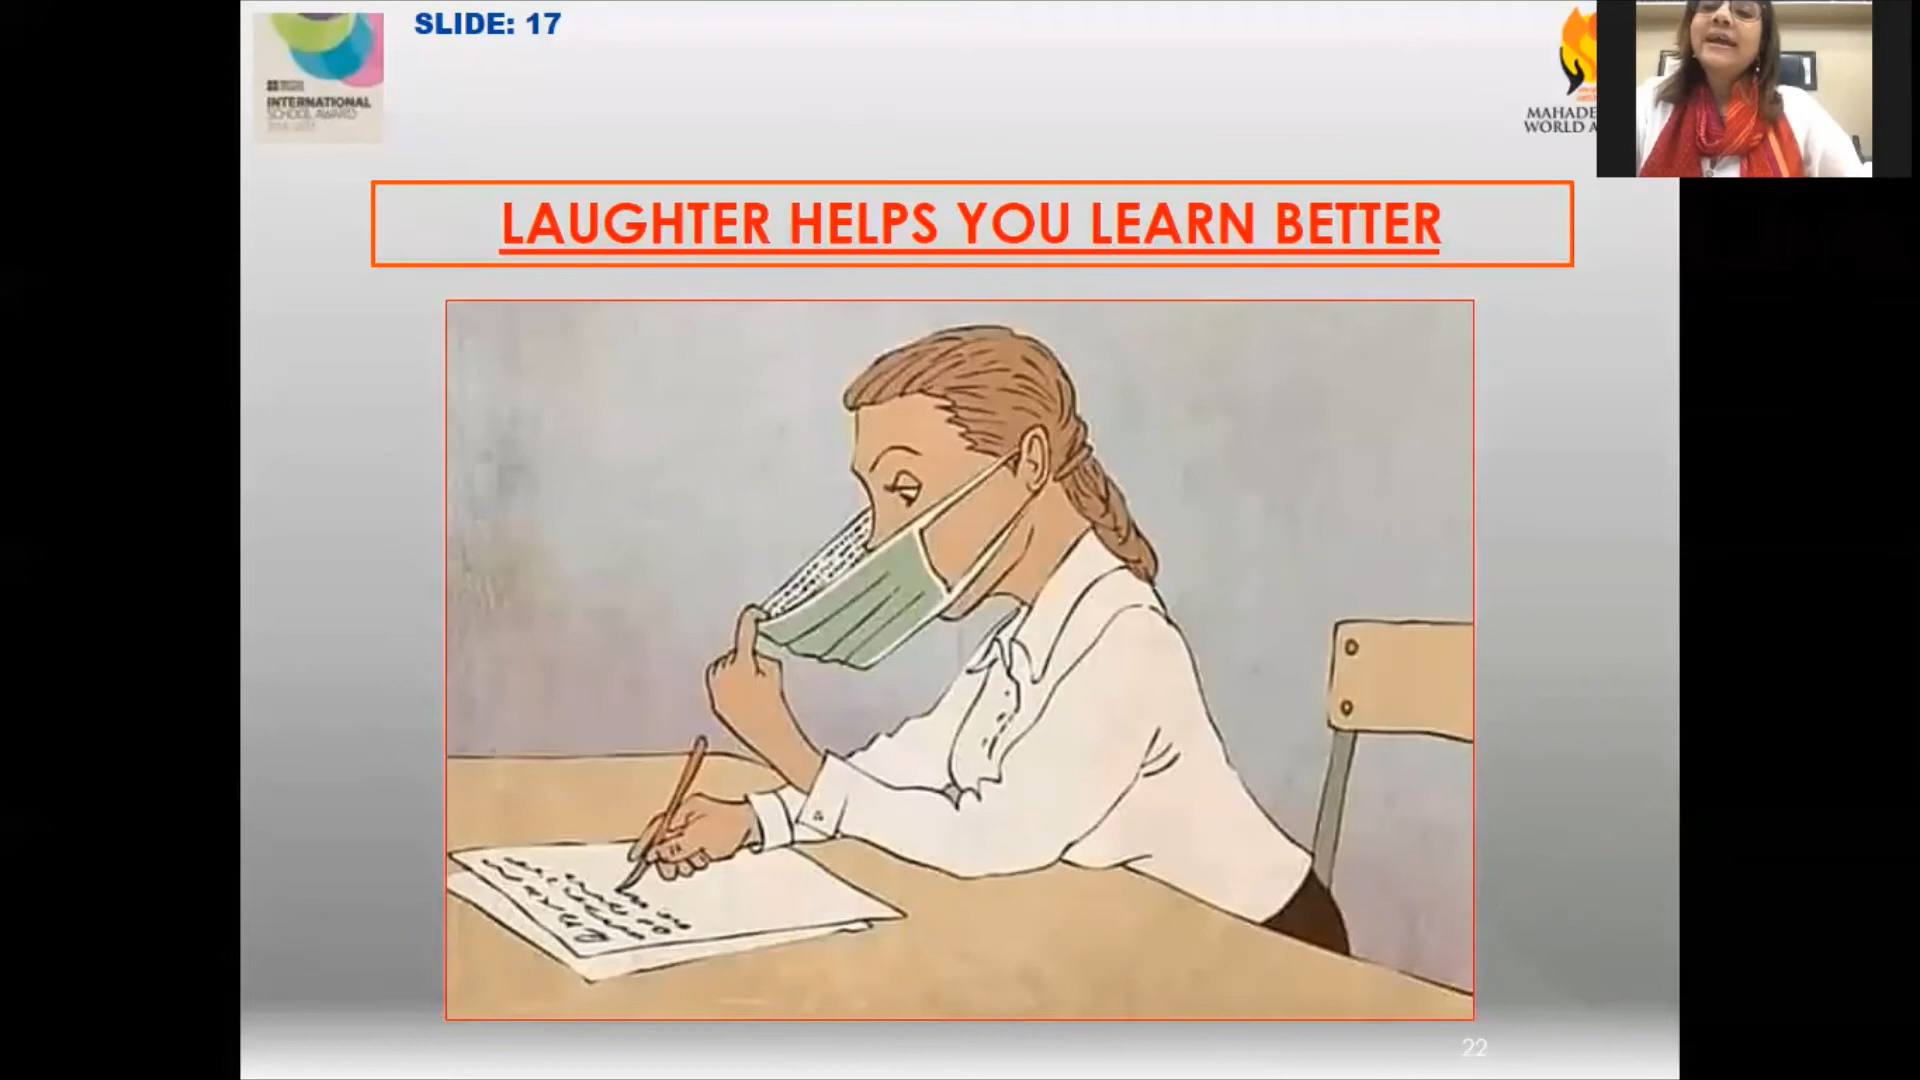 SLIDE: 17
INTERNATIONAL
SCHOOL AWARD
MAHADE
WORLD A
LAUGHTER HELPS YOU LEARN BETTER
22